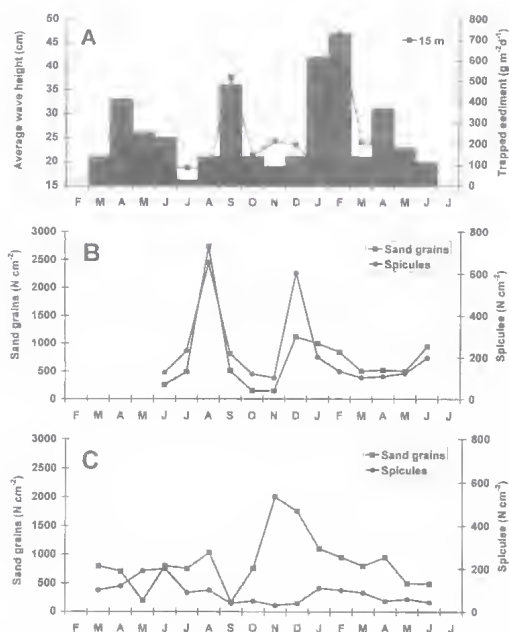 A
15 m
Average wave height (cm)
50
45
40
35
30
25
20
15
Trapped sediment (g m-2d-1)
800
700
600
500
400
300
200
100
0
F M A M J J A S O N D J F M A M J J
B
Sand grains
Spicules
Sand grains (N cm-2)
3000
2500
2000
1500
1000
500
0
Spicules (N cm-2)
800
600
400
200
0
F M A M J J A S O N D J F M A M J J
C
Sand grains
Spicules
Sand grains (N cm-2)
3000
2500
2000
1500
1000
500
0
Spicules (N cm-2)
800
600
400
200
0
F M A M J J A S O N D J F M A M J J